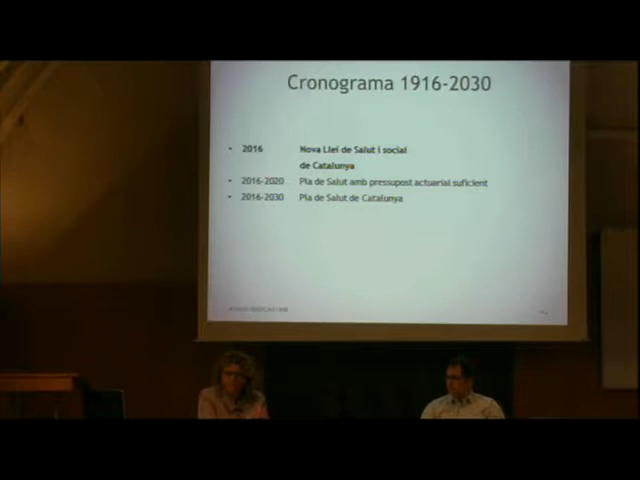 Cronograma 1916-2030
• 2016 Nova Llei de Salut i social
de Catalunya
• 2016-2020 Pla de Salut amb pressupost actuarial suficient
• 2016-2030 Pla de Salut de Catalunya